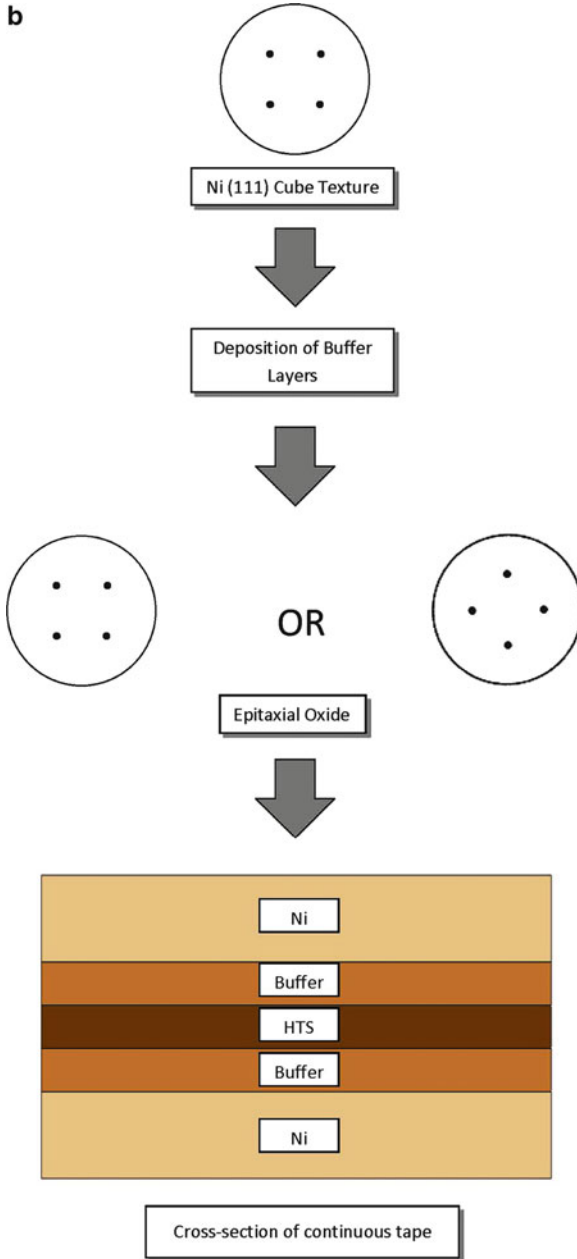 b
Ni (111) Cube Texture
Deposition of Buffer
Layers
OR
Epitaxial Oxide
Ni
Buffer
HTS
Buffer
Ni
Cross-section of continuous tape